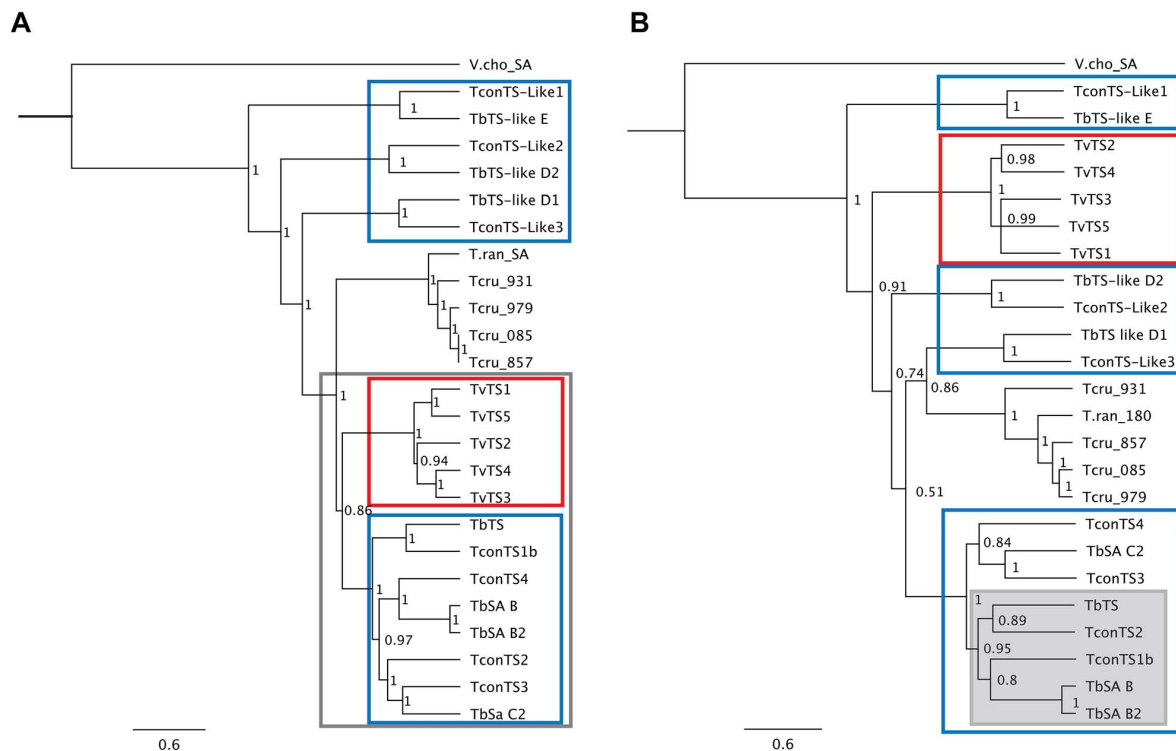 A
V.cho_SA
TconTS-Like1
1
TbTS-like E
TconTS-Like2
1
TbTS-like D2
1
TbTS-like D1
1
TconTS-Like3
1
T.ran_SA
1
Tcru_931
1
Tcru_979
1
Tcru_085
1
Tcru_857
1
TvTS1
1
TvTS5
1
TvTS2
0.94
TvTS4
1
TvTS3
0.86
TbTS
1
TconTS1b
TconTS4
1
1
TbSA B
1
TbSA B2
0.97
TconTS2
1
TconTS3
1
TbSa C2
0.6
B
V.cho_SA
TconTS-Like1
1
TbTS-like E
TvTS2
0.98
TvTS4
1
TvTS3
1
0.99
TvTS5
TvTS1
TbTS-like D2
0.91
1
TconTS-Like2
TbTS like D1
1
TconTS-Like3
0.74
0.86
Tcru_931
1
T.ran_180
1
Tcru_857
1
Tcru_085
1
Tcru_979
0.51
TconTS4
0.84
TbSA C2
1
TconTS3
1
TbTS
0.89
TconTS2
0.95
TconTS1b
0.8
TbSA B
1
TbSA B2
0.6